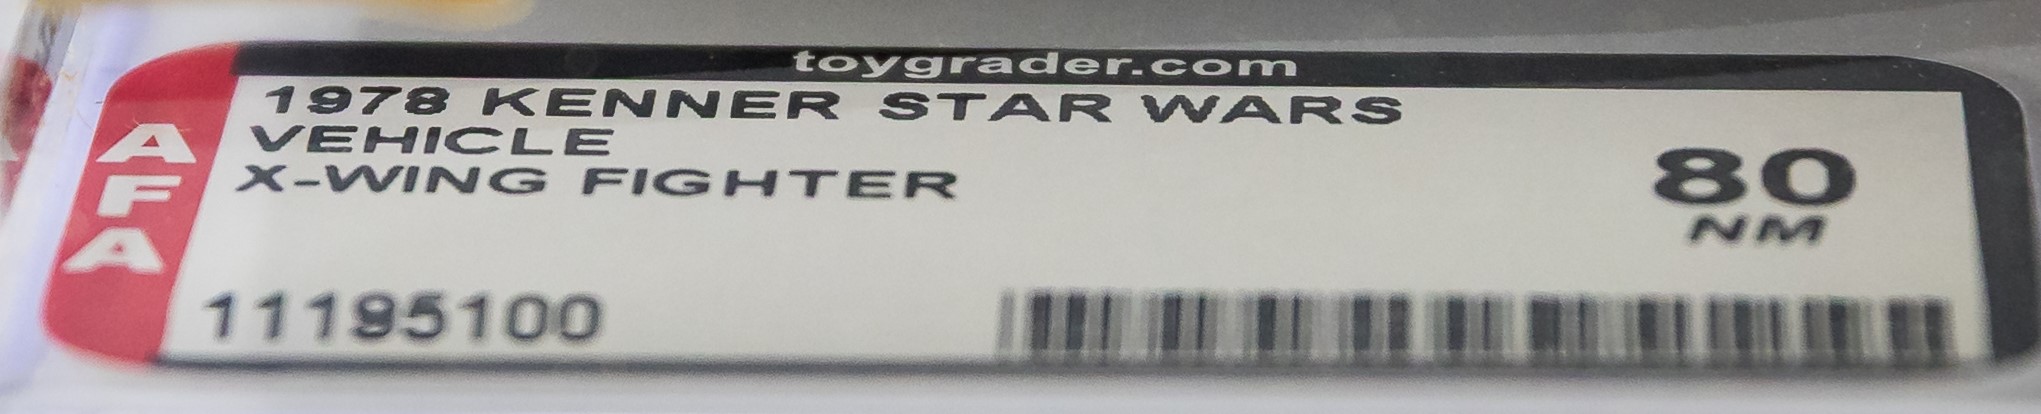 toygrader.com
AFA
1978 KENNER STAR WARS
VEHICLE
X-WING FIGHTER
80
NM
11195100